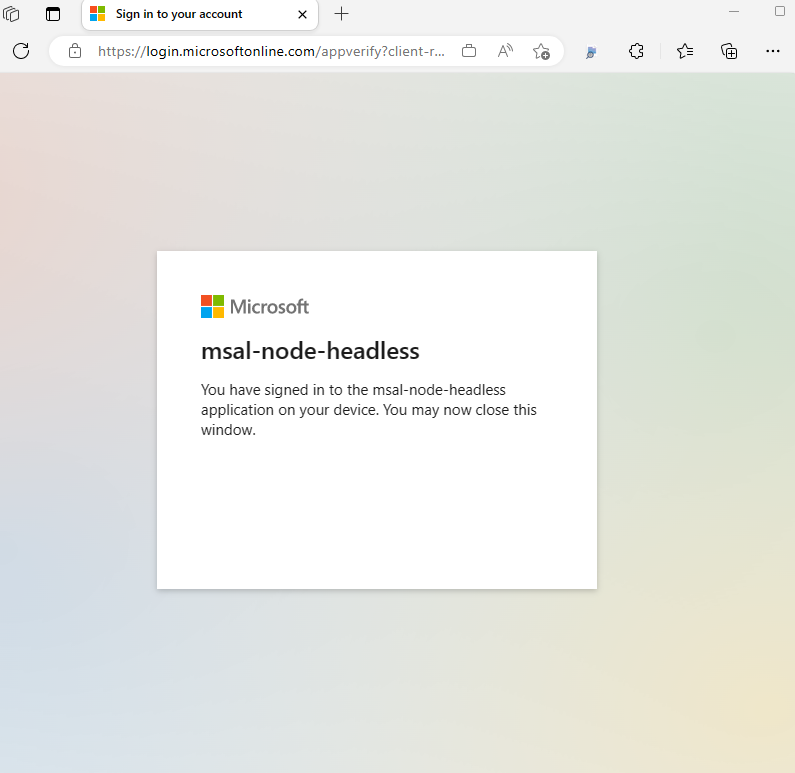 Sign in to your account
https://login.microsoftonline.com/appverify?client-r...
Microsoft
msal-node-headless
You have signed in to the msal-node-headless
application on your device. You may now close this
window.